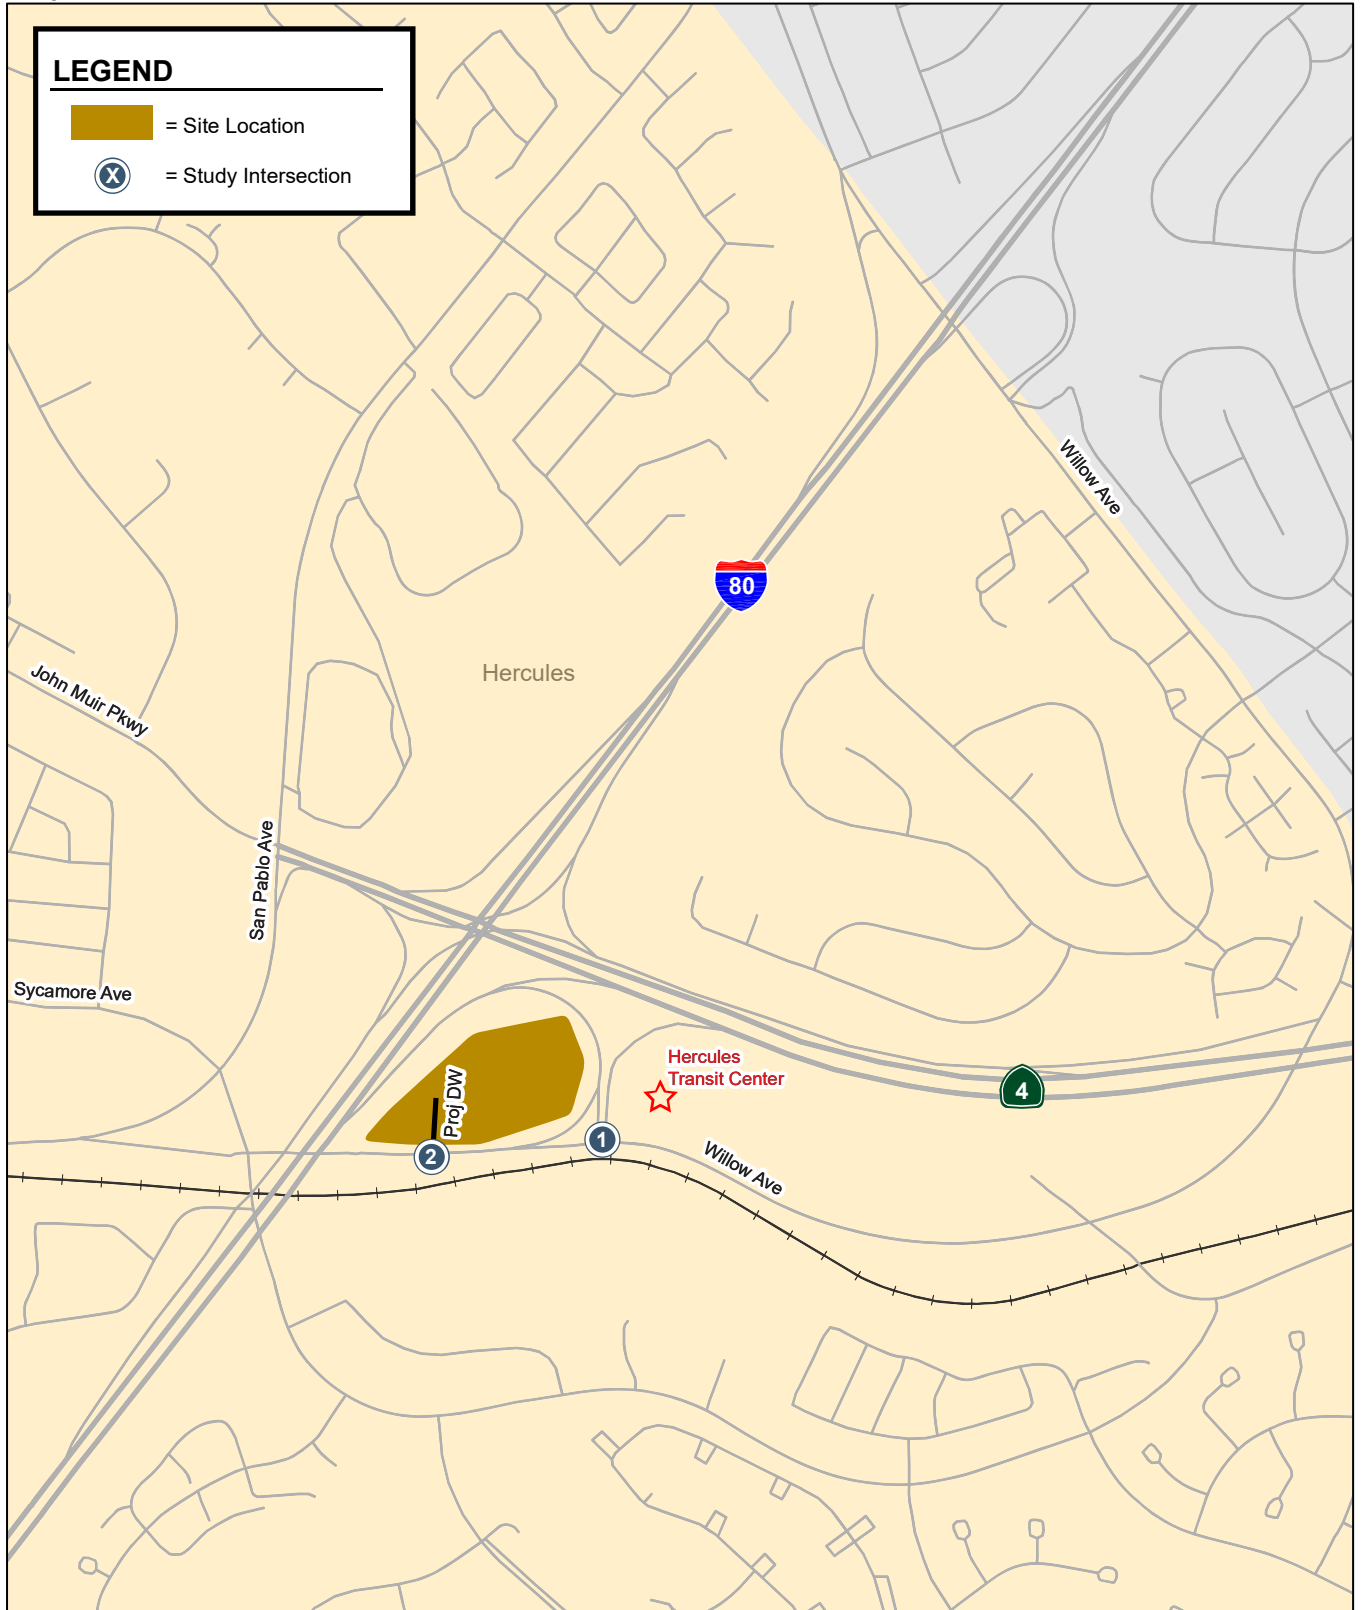 LEGEND
= Site Location
X
= Study Intersection
Willow Ave
80
Hercules
John Muir Pkwy
San Pablo Ave
Sycamore Ave
Hercules
Transit Center
4
Proj DW
1
2
Willow Ave